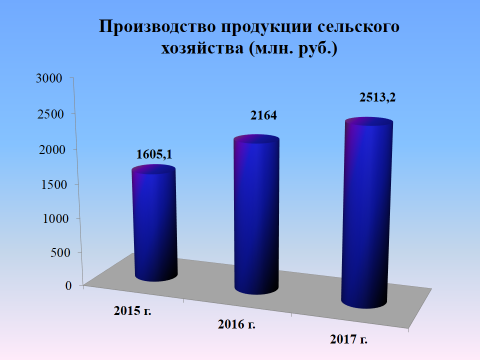 Производство продукции сельского
хозяйства (млн. руб.)
3000
2500
2000
1500
1000
500
0
1605,1
2164
2513,2
2015 г.
2016 г.
2017 г.